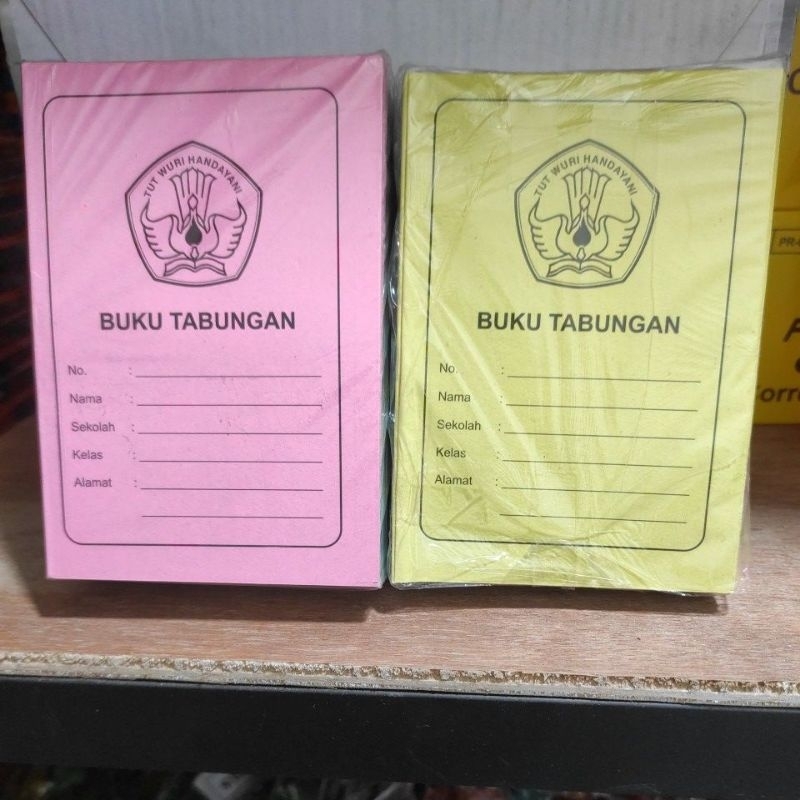 TUT WURI HANDAYANI
BUKU TABUNGAN
No. :
Nama :
Sekolah :
Kelas :
Alamat :
TUT WURI HANDAYANI
BUKU TABUNGAN
No. :
Nama :
Sekolah :
Kelas :
Alamat :